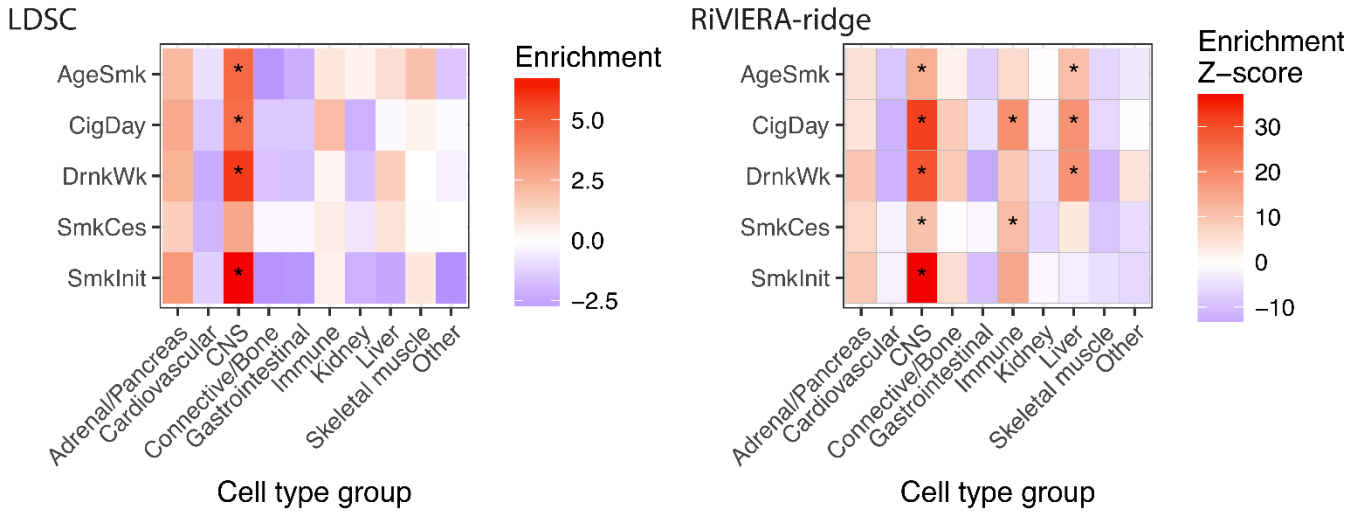 LDSC
AgeSmk
CigDay
DrnkWk
SmkCes
SmkInit
*
*
*
*
Adrenal/Pancreas
Cardiovascular
CNS
Connective/Bone
Gastrointestinal
Immune
Kidney
Liver
Skeletal muscle
Other
Cell type group
Enrichment
5.0
2.5
0.0
−2.5
RiVIERA-ridge
AgeSmk
CigDay
DrnkWk
SmkCes
SmkInit
* *
* * *
* *
* *
*
Adrenal/Pancreas
Cardiovascular
CNS
Connective/Bone
Gastrointestinal
Immune
Kidney
Liver
Skeletal muscle
Other
Cell type group
Enrichment
Z-score
30
20
10
0
−10